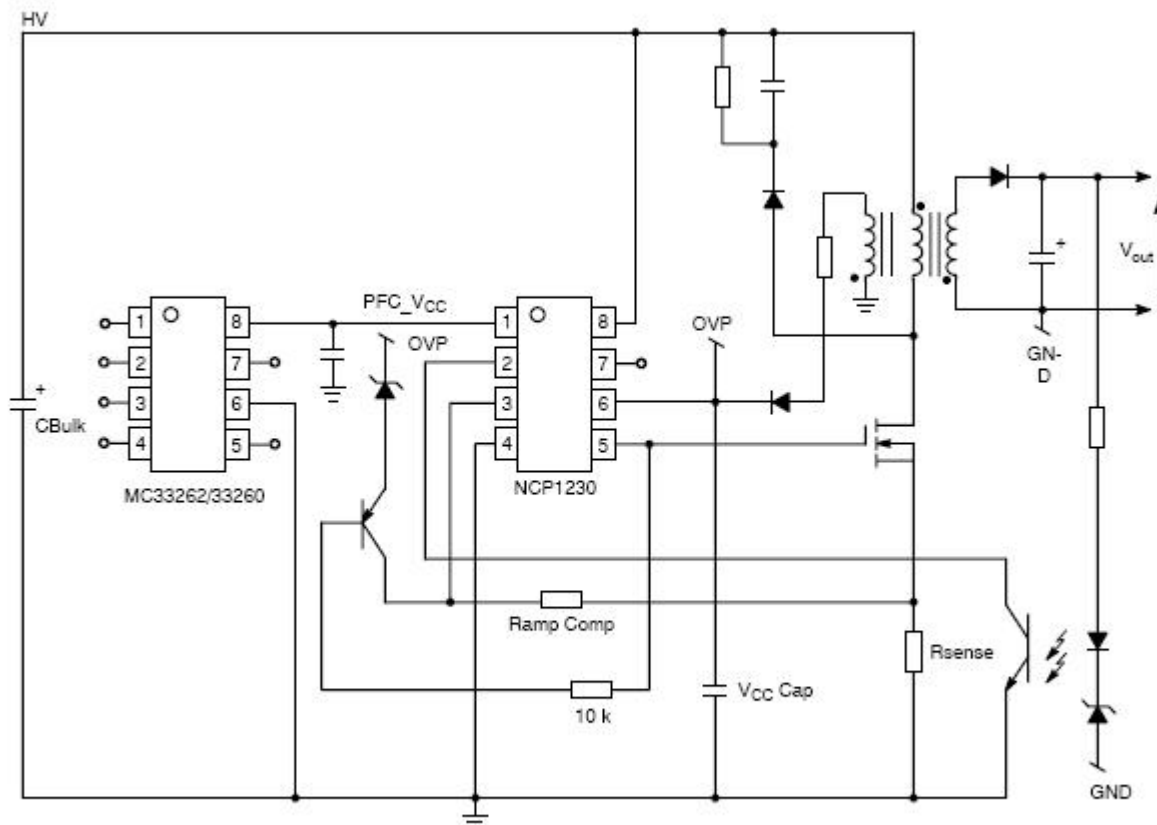 HV
PFC_VCC
OVP
OVP
1 8
2 7
3 6
4 5
1 8
2 7
3 6
4 5
+
CBulk
MC33262/33260
NCP1230
+
Vout
GN-
D
Ramp Comp
Rsense
10 k
VCC Cap
GND